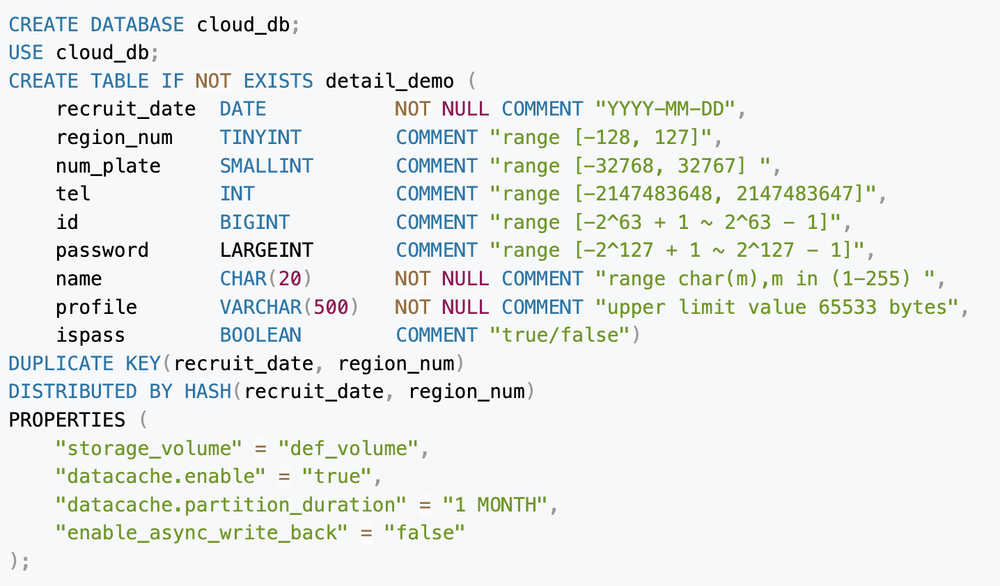 CREATE DATABASE cloud_db;
USE cloud_db;
CREATE TABLE IF NOT EXISTS detail_demo (
    recruit_date  DATE           NOT NULL COMMENT "YYYY-MM-DD",
    region_num    TINYINT        COMMENT "range [-128, 127]",
    num_plate     SMALLINT       COMMENT "range [-32768, 32767] ",
    tel           INT            COMMENT "range [-2147483648, 2147483647]",
    id            BIGINT         COMMENT "range [-2^63 + 1 ~ 2^63 - 1]",
    password      LARGEINT       COMMENT "range [-2^127 + 1 ~ 2^127 - 1]",
    name          CHAR(20)       NOT NULL COMMENT "range char(m),m in (1-255) ",
    profile       VARCHAR(500)   NOT NULL COMMENT "upper limit value 65533 bytes",
    ispass        BOOLEAN        COMMENT "true/false")
DUPLICATE KEY(recruit_date, region_num)
DISTRIBUTED BY HASH(recruit_date, region_num)
PROPERTIES (
    "storage_volume" = "def_volume",
    "datacache.enable" = "true",
    "datacache.partition_duration" = "1 MONTH",
    "enable_async_write_back" = "false"
);